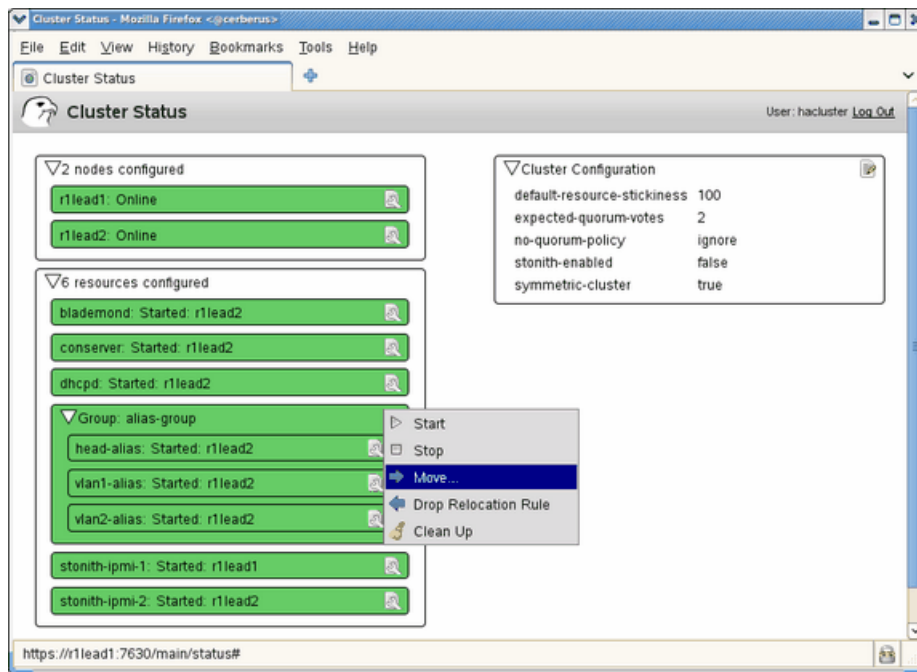 Cluster Status - Mozilla Firefox <@cerberus>
File Edit View History Bookmarks Tools Help
Cluster Status
Cluster Status
User: hacluster Log Out
2 nodes configured
r1lead1: Online
r1lead2: Online
6 resources configured
blademond: Started: r1lead2
conserver: Started: r1lead2
dhcpd: Started: r1lead2
Group: alias-group
head-alias: Started: r1lead2
vlan1-alias: Started: r1lead2
vlan2-alias: Started: r1lead2
stonith-ipmi-1: Started: r1lead1
stonith-ipmi-2: Started: r1lead2
Start
Stop
Move...
Drop Relocation Rule
Clean Up
Cluster Configuration
default-resource-stickiness 100
expected-quorum-votes 2
no-quorum-policy ignore
stonith-enabled false
symmetric-cluster true
https://r1lead1:7630/main/status#